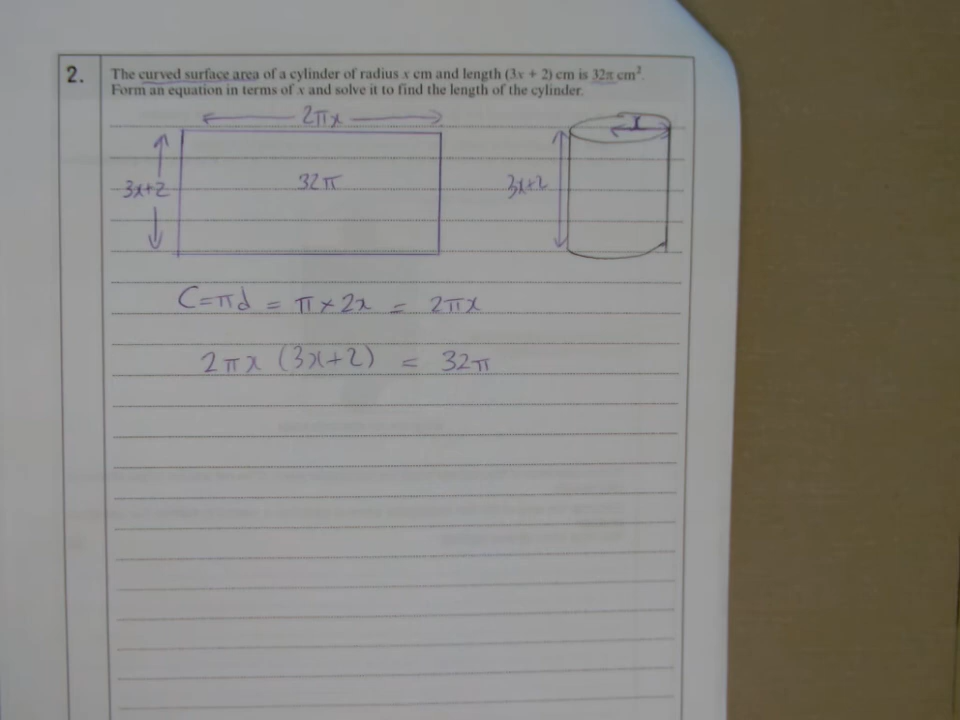 2.
The curved surface area of a cylinder of radius x cm and length (3x + 2) cm is 32π cm².
Form an equation in terms of x and solve it to find the length of the cylinder.
2πx
x
3x+2
32π
3x+2
C=πd = π×2x = 2πx
2πx (3x+2) = 32π